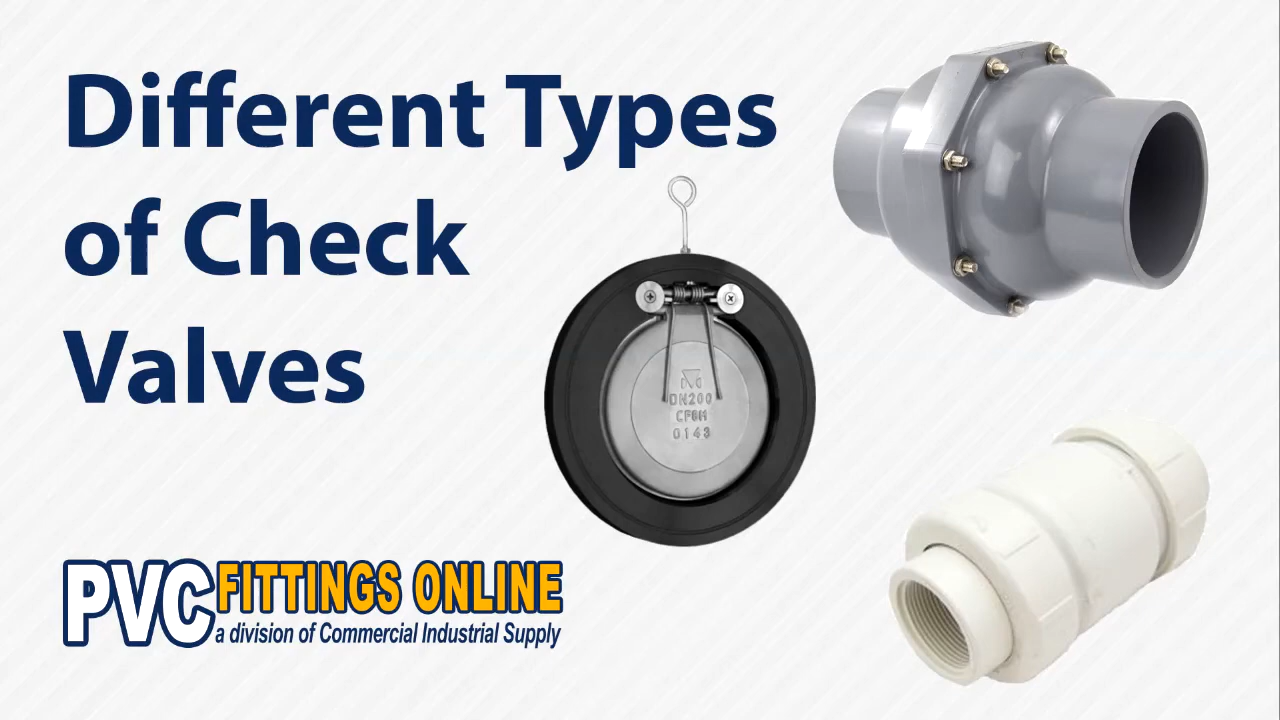 Different Types
of Check
Valves
DN200
CF8M
0143
PVC FITTINGS ONLINE
a division of Commercial Industrial Supply